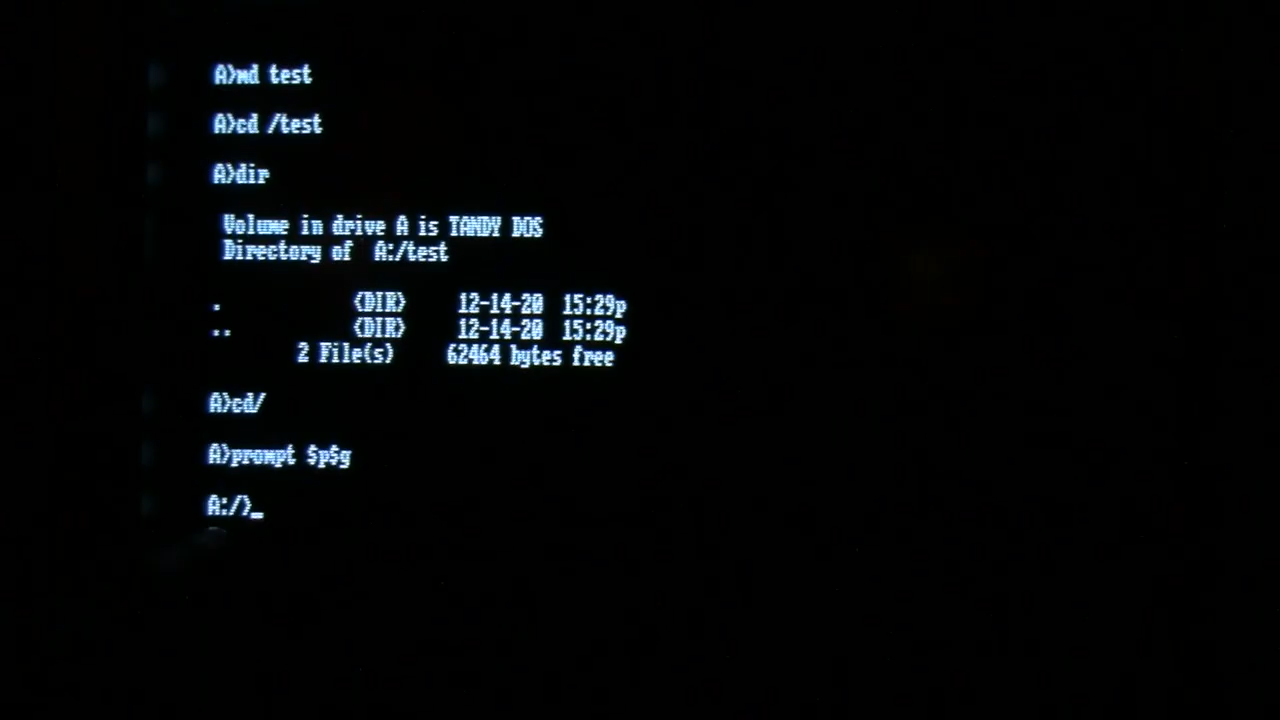 A>md test
A>cd /test
A>dir
Volume in drive A is TANDY DOS
Directory of  A:/test
.            <DIR>     12-14-20  15:29p
..           <DIR>     12-14-20  15:29p
2 File(s)     62464 bytes free
A>cd/
A>prompt $p$g
A:/>_